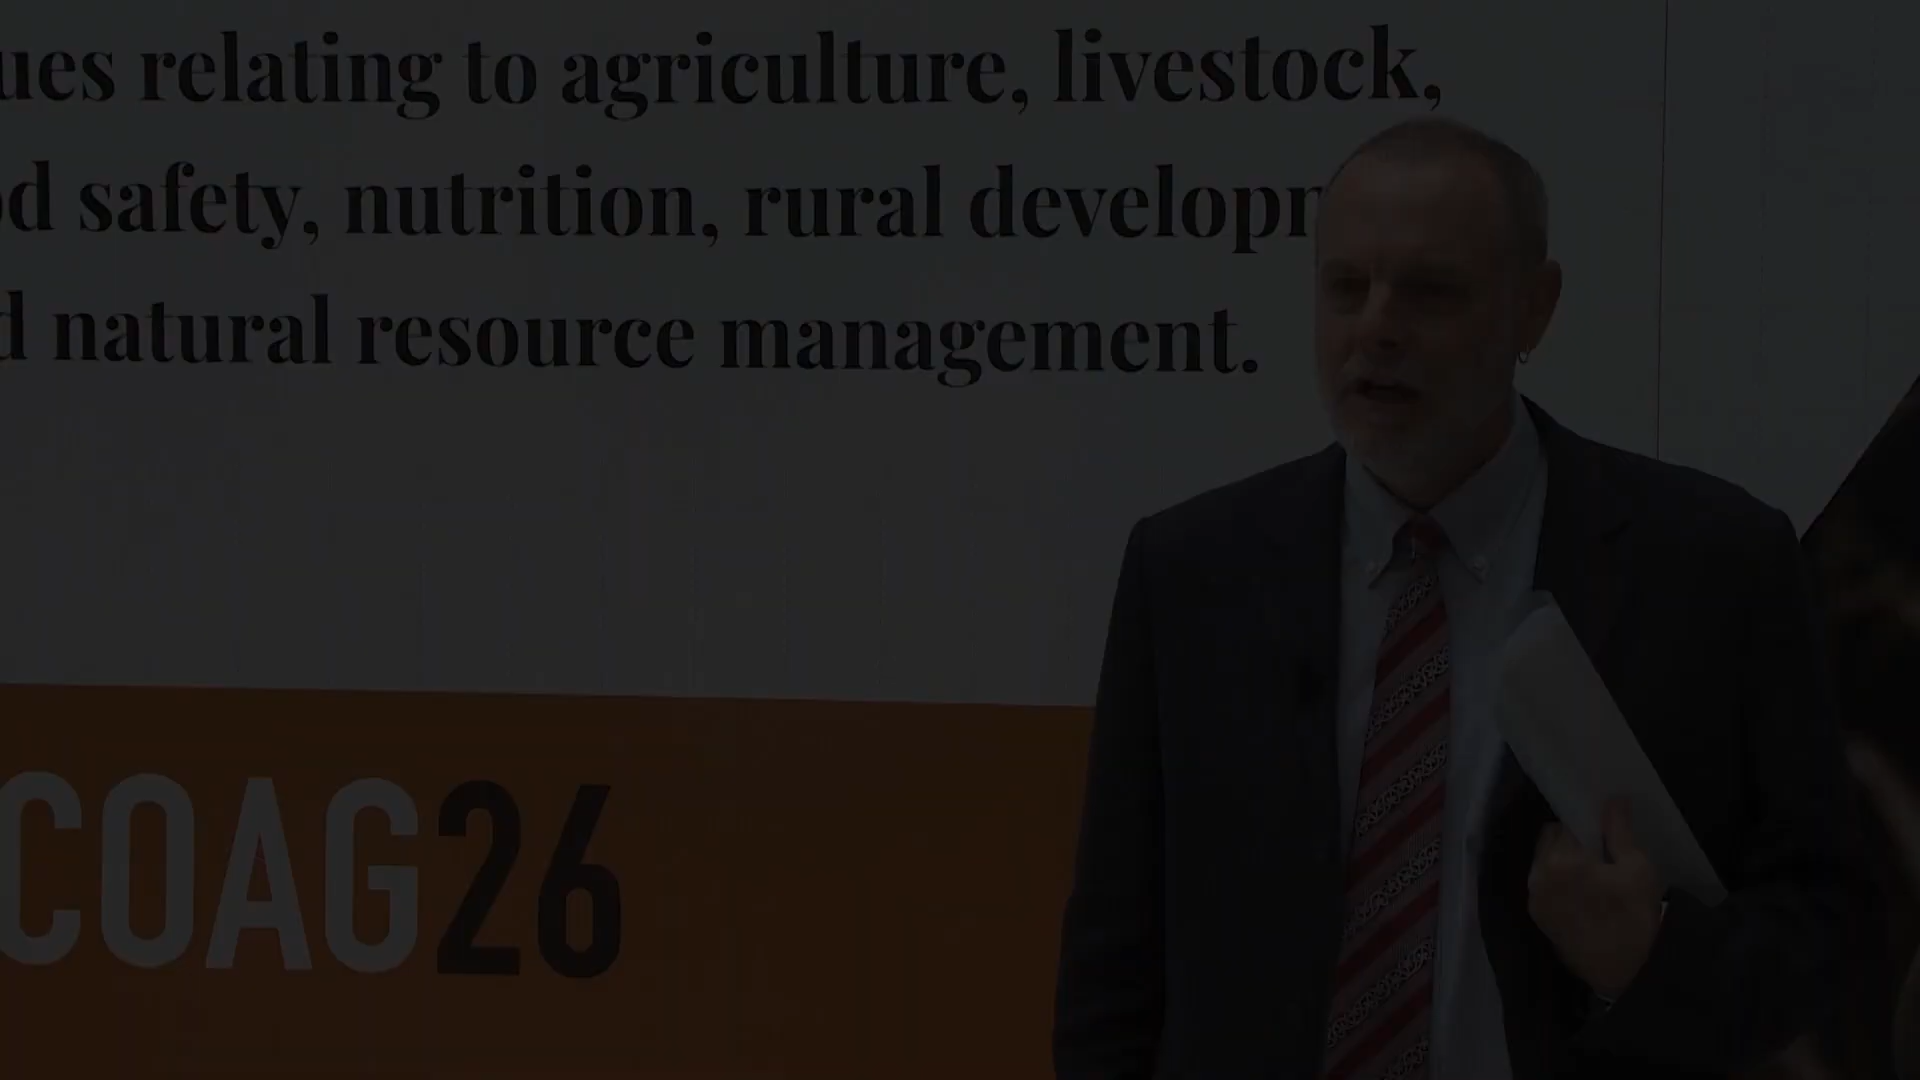 ues relating to agriculture, livestock,
od safety, nutrition, rural developm
d natural resource management.
COAG26